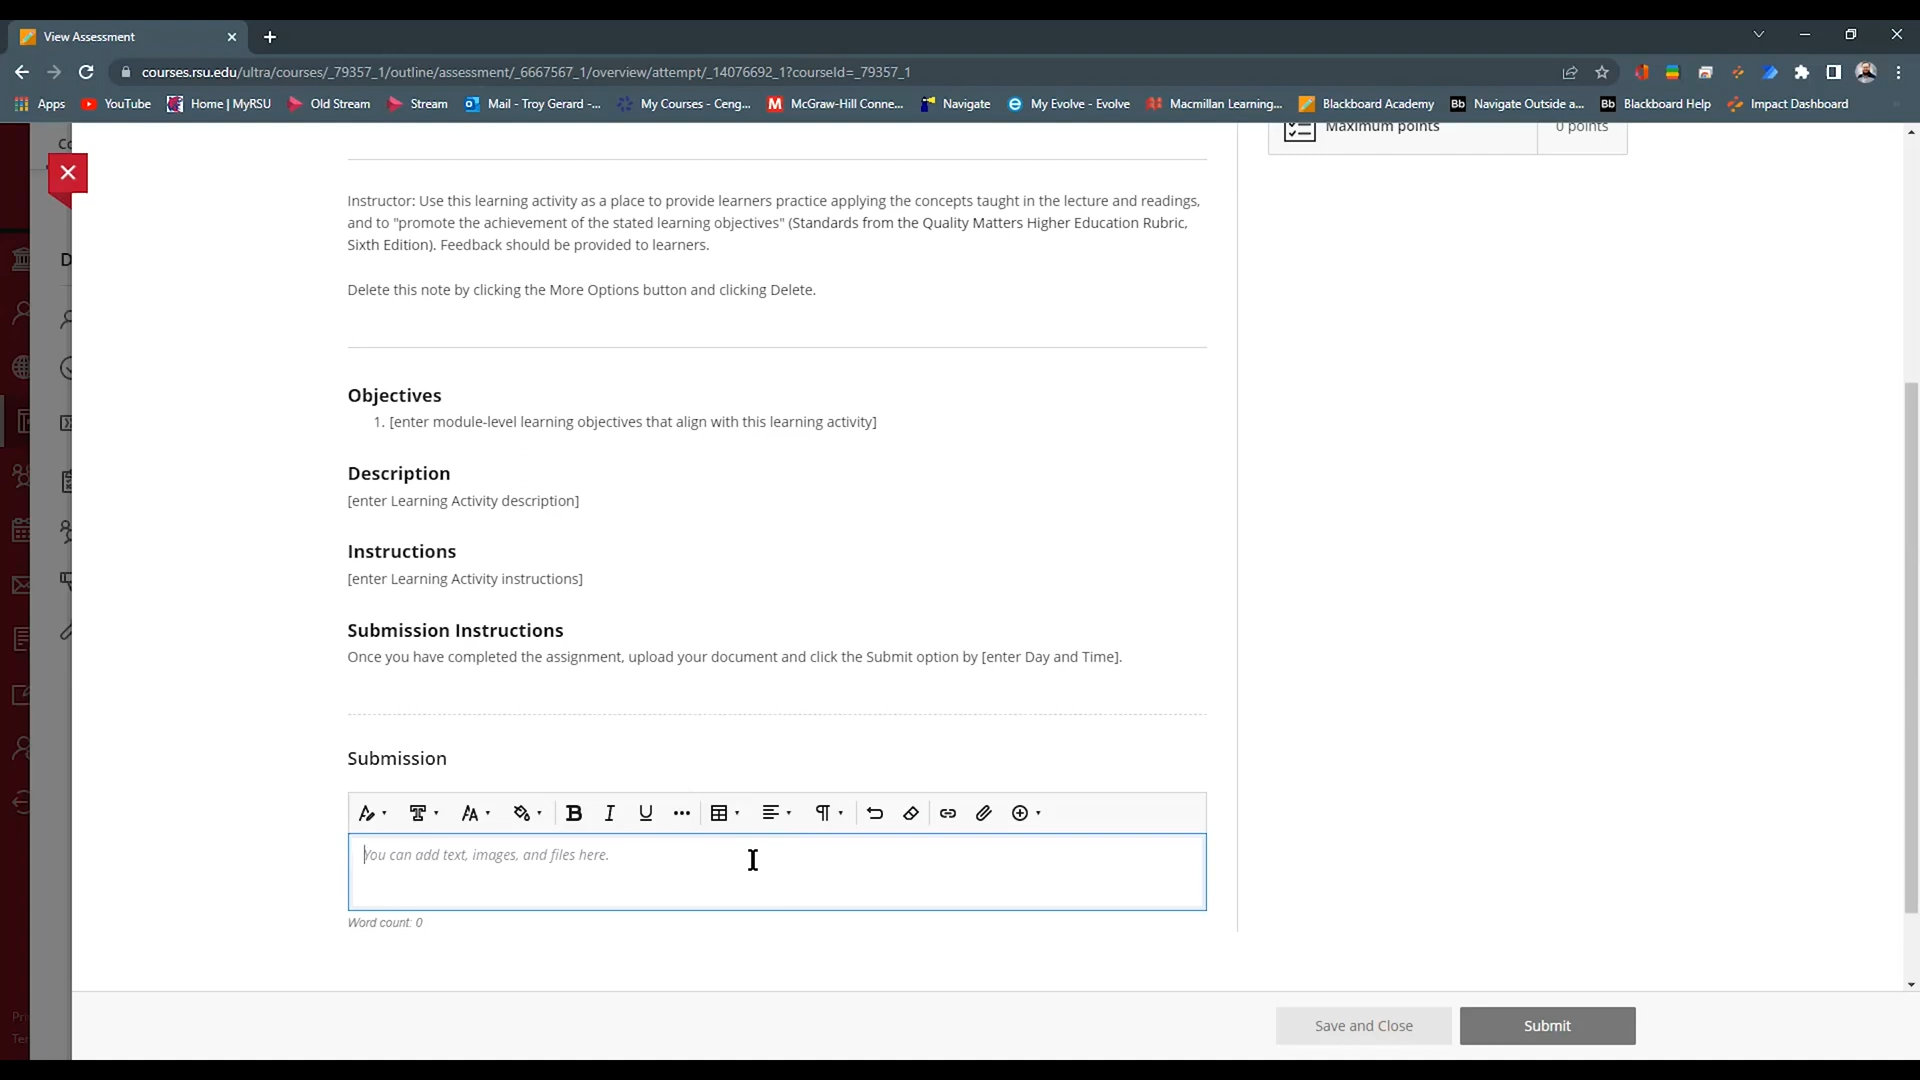 View Assessment
courses.rsu.edu/ultra/courses/_79357_1/outline/assessment/_6667567_1/overview/attempt/_14076692_1?courseId=_79357_1
Apps YouTube Home | MyRSU Old Stream Stream Mail - Troy Gerard -... My Courses - Ceng... McGraw-Hill Conne... Navigate My Evolve - Evolve Macmillan Learning... Blackboard Academy Bb Navigate Outside a... Bb Blackboard Help Impact Dashboard
Maximum points 0 points
Instructor: Use this learning activity as a place to provide learners practice applying the concepts taught in the lecture and readings,
and to "promote the achievement of the stated learning objectives" (Standards from the Quality Matters Higher Education Rubric,
Sixth Edition). Feedback should be provided to learners.
Delete this note by clicking the More Options button and clicking Delete.
Objectives
1. [enter module-level learning objectives that align with this learning activity]
Description
[enter Learning Activity description]
Instructions
[enter Learning Activity instructions]
Submission Instructions
Once you have completed the assignment, upload your document and click the Submit option by [enter Day and Time].
Submission
You can add text, images, and files here.
Word count: 0
Save and Close Submit